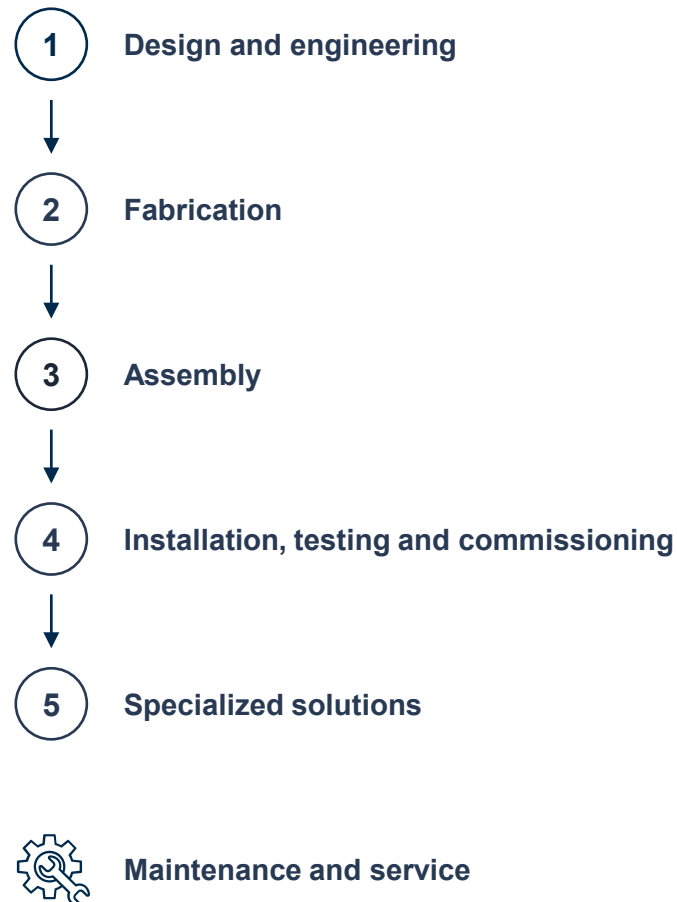 1 Design and engineering
2 Fabrication
3 Assembly
4 Installation, testing and commissioning
5 Specialized solutions
Maintenance and service